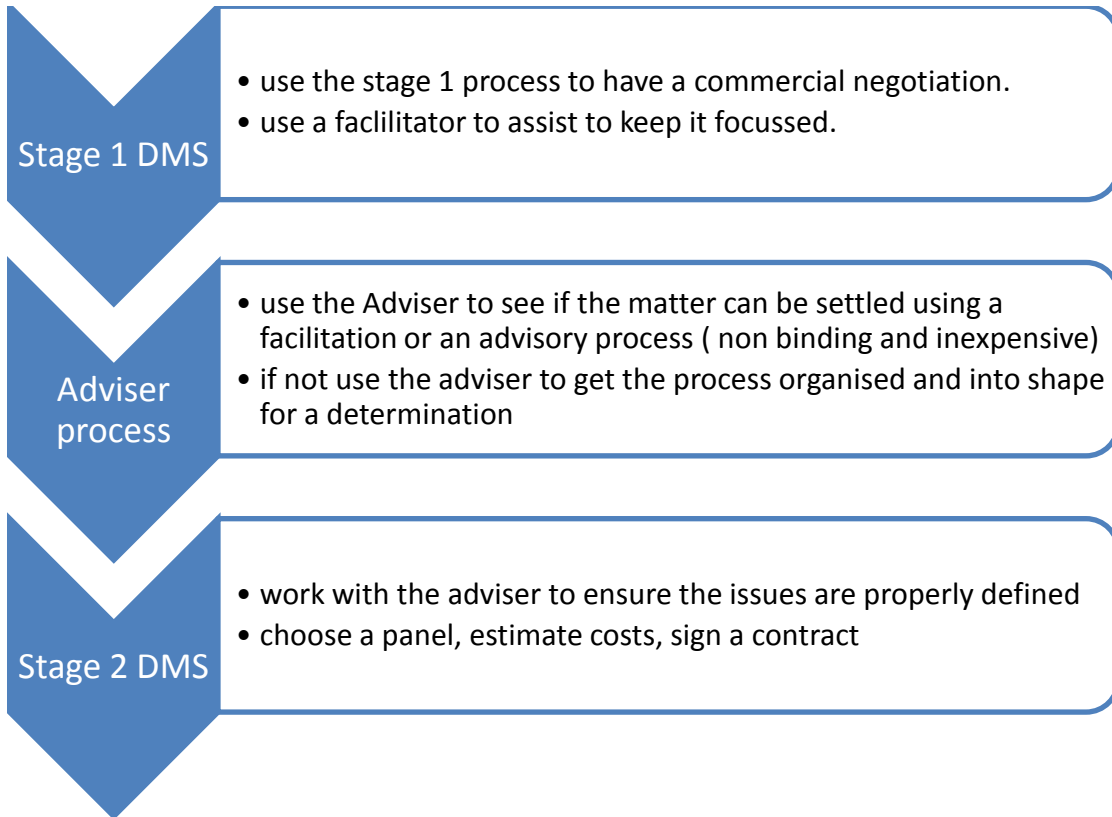 Stage 1 DMS
• use the stage 1 process to have a commercial negotiation.
• use a faclilitator to assist to keep it focussed.
Adviser
process
• use the Adviser to see if the matter can be settled using a
facilitation or an advisory process ( non binding and inexpensive)
• if not use the adviser to get the process organised and into shape
for a determination
Stage 2 DMS
• work with the adviser to ensure the issues are properly defined
• choose a panel, estimate costs, sign a contract